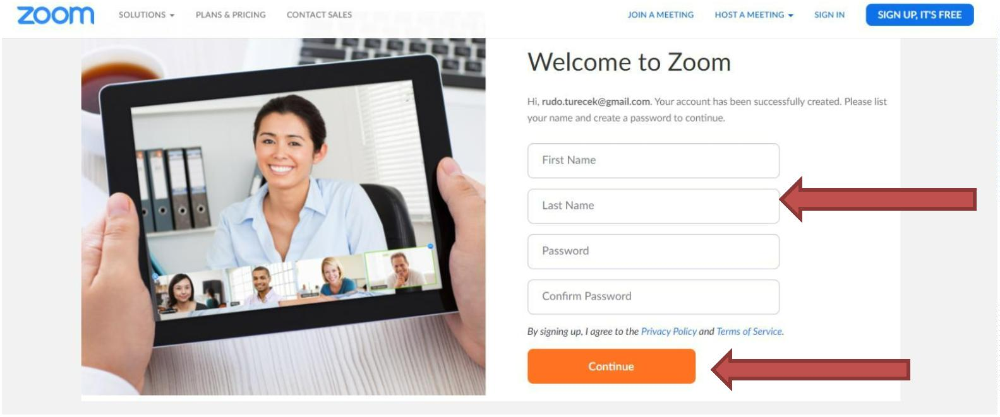 zoom
SOLUTIONS
PLANS & PRICING
CONTACT SALES
JOIN A MEETING
HOST A MEETING
SIGN IN
SIGN UP, IT'S FREE
Welcome to Zoom
Hi, rudo.turecek@gmail.com. Your account has been successfully created. Please list
your name and create a password to continue.
First Name
Last Name
Password
Confirm Password
By signing up, I agree to the Privacy Policy and Terms of Service.
Continue